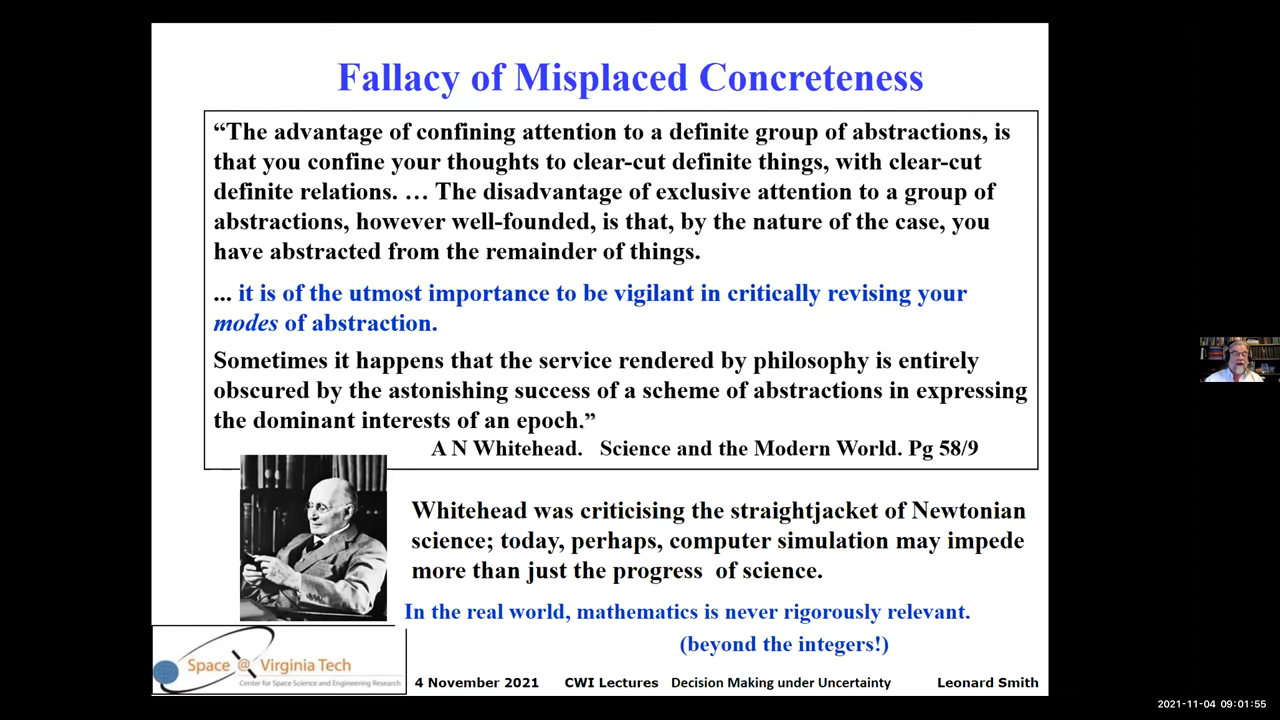 Fallacy of Misplaced Concreteness
“The advantage of confining attention to a definite group of abstractions, is
that you confine your thoughts to clear-cut definite things, with clear-cut
definite relations. … The disadvantage of exclusive attention to a group of
abstractions, however well-founded, is that, by the nature of the case, you
have abstracted from the remainder of things.
... it is of the utmost importance to be vigilant in critically revising your
modes of abstraction.
Sometimes it happens that the service rendered by philosophy is entirely
obscured by the astonishing success of a scheme of abstractions in expressing
the dominant interests of an epoch.”
A N Whitehead. Science and the Modern World. Pg 58/9
Whitehead was criticising the straightjacket of Newtonian
science; today, perhaps, computer simulation may impede
more than just the progress of science.
In the real world, mathematics is never rigorously relevant.
(beyond the integers!)
Space @ Virginia Tech
Center for Space Science and Engineering Research
4 November 2021 CWI Lectures Decision Making under Uncertainty Leonard Smith
2021-11-04 09:01:55